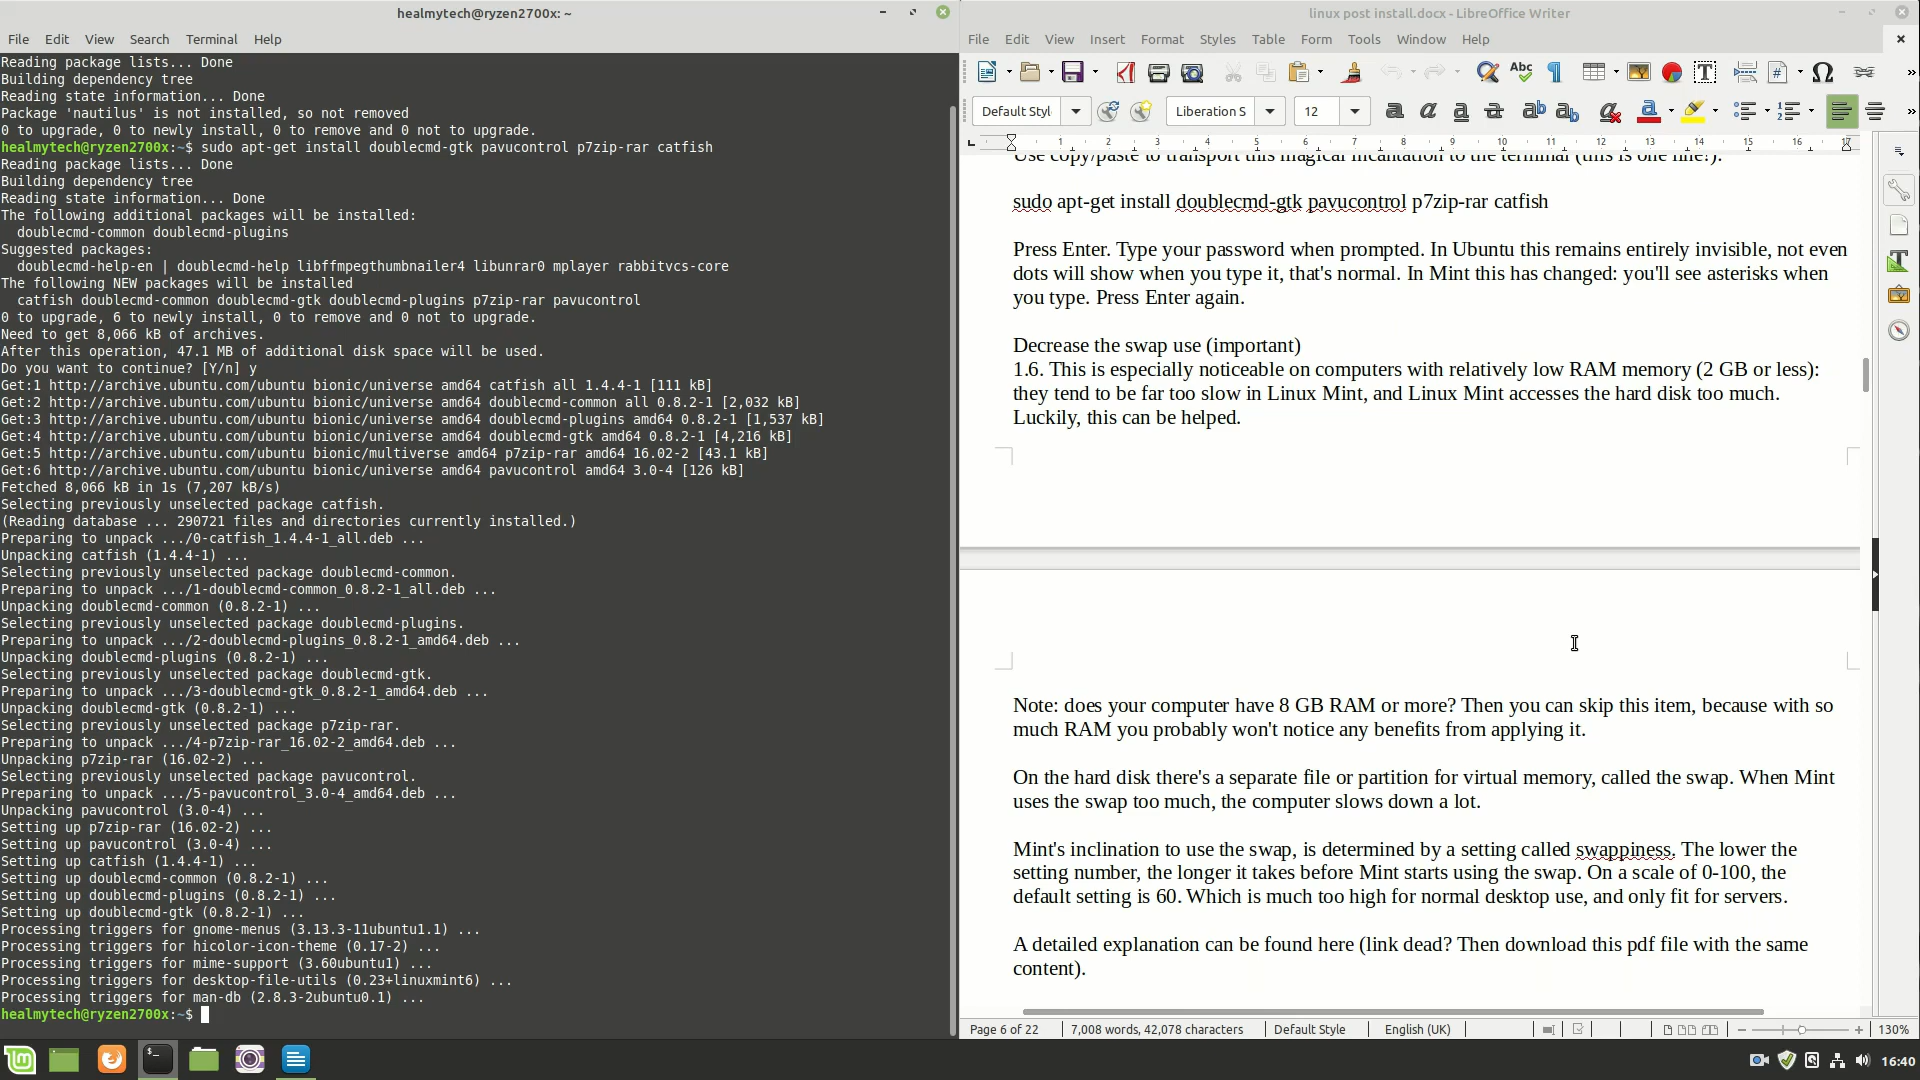 healmytech@ryzen2700x: ~
File Edit View Search Terminal Help
Reading package lists... Done
Building dependency tree
Reading state information... Done
Package 'nautilus' is not installed, so not removed
0 to upgrade, 0 to newly install, 0 to remove and 0 not to upgrade.
healmytech@ryzen2700x:~$ sudo apt-get install doublecmd-gtk pavucontrol p7zip-rar catfish
Reading package lists... Done
Building dependency tree
Reading state information... Done
The following additional packages will be installed:
doublecmd-common doublecmd-plugins
Suggested packages:
doublecmd-help-en | doublecmd-help libffmpegthumbnailer4 libunrar0 mplayer rabbitvcs-core
The following NEW packages will be installed
catfish doublecmd-common doublecmd-gtk doublecmd-plugins p7zip-rar pavucontrol
0 to upgrade, 6 to newly install, 0 to remove and 0 not to upgrade.
Need to get 8,066 kB of archives.
After this operation, 47.1 MB of additional disk space will be used.
Do you want to continue? [Y/n] y
Get:1 http://archive.ubuntu.com/ubuntu bionic/universe amd64 catfish all 1.4.4-1 [111 kB]
Get:2 http://archive.ubuntu.com/ubuntu bionic/universe amd64 doublecmd-common all 0.8.2-1 [2,032 kB]
Get:3 http://archive.ubuntu.com/ubuntu bionic/universe amd64 doublecmd-plugins amd64 0.8.2-1 [1,537 kB]
Get:4 http://archive.ubuntu.com/ubuntu bionic/universe amd64 doublecmd-gtk amd64 0.8.2-1 [4,216 kB]
Get:5 http://archive.ubuntu.com/ubuntu bionic/multiverse amd64 p7zip-rar amd64 16.02-2 [43.1 kB]
Get:6 http://archive.ubuntu.com/ubuntu bionic/universe amd64 pavucontrol amd64 3.0-4 [126 kB]
Fetched 8,066 kB in 1s (7,207 kB/s)
Selecting previously unselected package catfish.
(Reading database ... 290721 files and directories currently installed.)
Preparing to unpack .../0-catfish_1.4.4-1_all.deb ...
Unpacking catfish (1.4.4-1) ...
Selecting previously unselected package doublecmd-common.
Preparing to unpack .../1-doublecmd-common_0.8.2-1_all.deb ...
Unpacking doublecmd-common (0.8.2-1) ...
Selecting previously unselected package doublecmd-plugins.
Preparing to unpack .../2-doublecmd-plugins_0.8.2-1_amd64.deb ...
Unpacking doublecmd-plugins (0.8.2-1) ...
Selecting previously unselected package doublecmd-gtk.
Preparing to unpack .../3-doublecmd-gtk_0.8.2-1_amd64.deb ...
Unpacking doublecmd-gtk (0.8.2-1) ...
Selecting previously unselected package p7zip-rar.
Preparing to unpack .../4-p7zip-rar_16.02-2_amd64.deb ...
Unpacking p7zip-rar (16.02-2) ...
Selecting previously unselected package pavucontrol.
Preparing to unpack .../5-pavucontrol_3.0-4_amd64.deb ...
Unpacking pavucontrol (3.0-4) ...
Setting up p7zip-rar (16.02-2) ...
Setting up pavucontrol (3.0-4) ...
Setting up catfish (1.4.4-1) ...
Setting up doublecmd-common (0.8.2-1) ...
Setting up doublecmd-plugins (0.8.2-1) ...
Setting up doublecmd-gtk (0.8.2-1) ...
Processing triggers for gnome-menus (3.13.3-11ubuntu1.1) ...
Processing triggers for hicolor-icon-theme (0.17-2) ...
Processing triggers for mime-support (3.60ubuntu1) ...
Processing triggers for desktop-file-utils (0.23+linuxmint6) ...
Processing triggers for man-db (2.8.3-2ubuntu0.1) ...
healmytech@ryzen2700x:~$
linux post install.docx - LibreOffice Writer
File Edit View Insert Format Styles Table Form Tools Window Help
Default Styl Liberation S 12
1 2 3 4 5 6 7 8 9 10 11 12 13 14 15 16 17
Use copy/paste to transport this magical incantation to the terminal (this is one line!):
sudo apt-get install doublecmd-gtk pavucontrol p7zip-rar catfish
Press Enter. Type your password when prompted. In Ubuntu this remains entirely invisible, not even
dots will show when you type it, that's normal. In Mint this has changed: you'll see asterisks when
you type. Press Enter again.
Decrease the swap use (important)
1.6. This is especially noticeable on computers with relatively low RAM memory (2 GB or less):
they tend to be far too slow in Linux Mint, and Linux Mint accesses the hard disk too much.
Luckily, this can be helped.
Note: does your computer have 8 GB RAM or more? Then you can skip this item, because with so
much RAM you probably won't notice any benefits from applying it.
On the hard disk there's a separate file or partition for virtual memory, called the swap. When Mint
uses the swap too much, the computer slows down a lot.
Mint's inclination to use the swap, is determined by a setting called swappiness. The lower the
setting number, the longer it takes before Mint starts using the swap. On a scale of 0-100, the
default setting is 60. Which is much too high for normal desktop use, and only fit for servers.
A detailed explanation can be found here (link dead? Then download this pdf file with the same
content).
Page 6 of 22 7,008 words, 42,078 characters Default Style English (UK) 130%
16:40